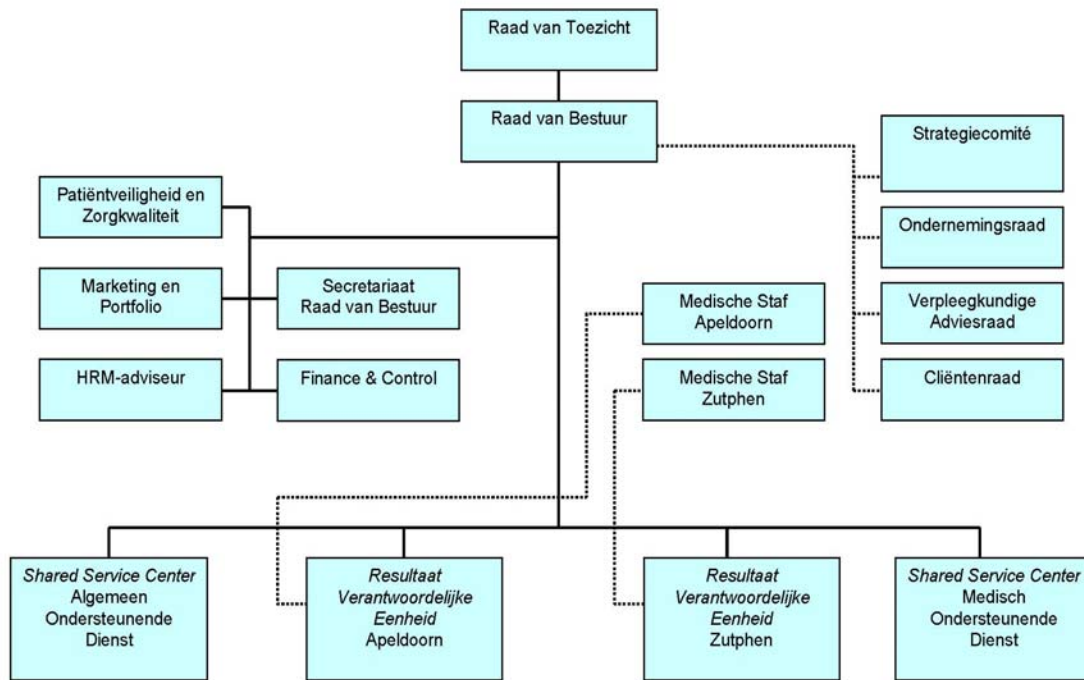 Raad van Toezicht
Raad van Bestuur
Strategiecomité
Patiëntveiligheid en
Zorgkwaliteit
Ondernemingsraad
Marketing en
Portfolio
Secretariaat
Raad van Bestuur
Medische Staf
Apeldoorn
Verpleegkundige
Adviesraad
HRM-adviseur
Finance & Control
Medische Staf
Zutphen
Cliëntenraad
Shared Service Center
Algemeen
Ondersteunende
Dienst
Resultaat
Verantwoordelijke
Eenheid
Apeldoorn
Resultaat
Verantwoordelijke
Eenheid
Zutphen
Shared Service Center
Medisch
Ondersteunende
Dienst